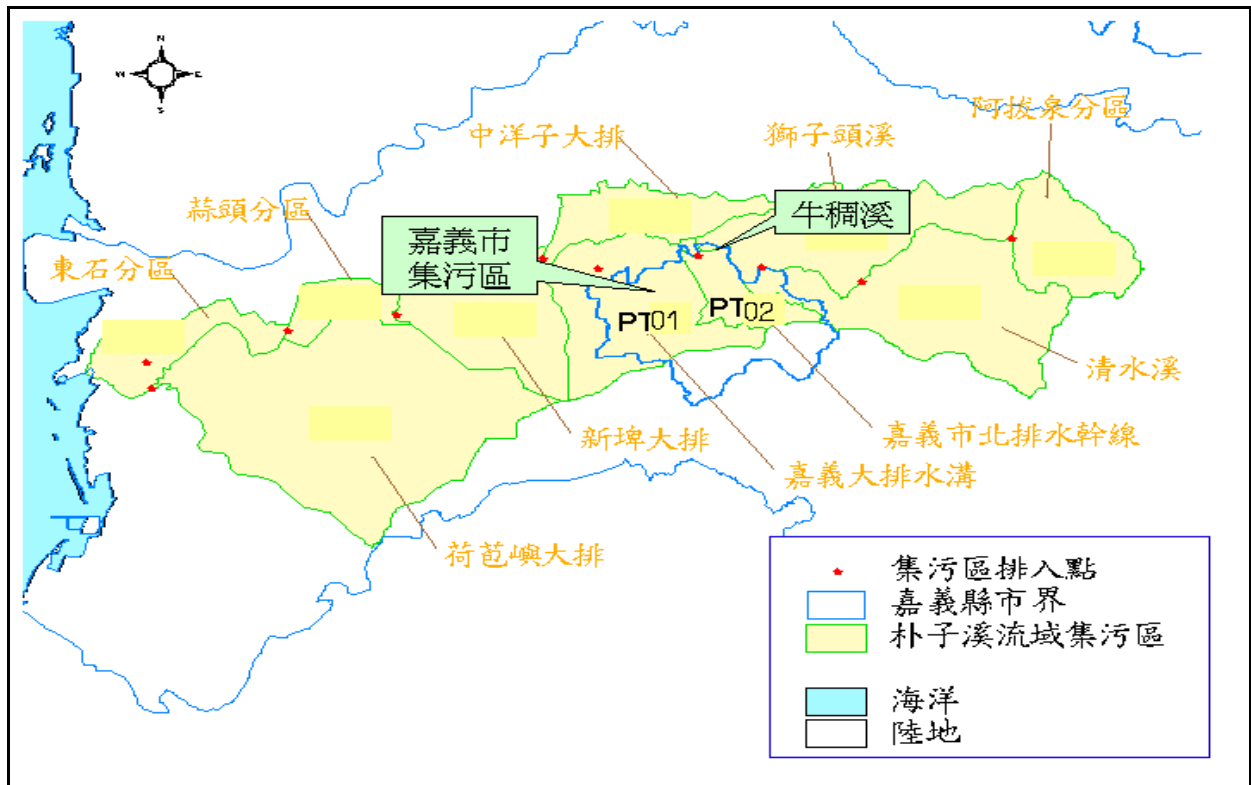 N
W
E
S
阿拔泉分區
中洋子大排
獅子頭溪
蒜頭分區
牛稠溪
嘉義市
集污區
東石分區
PT01
PT02
清水溪
新埤大排
嘉義市北排水幹線
嘉義大排水溝
荷苞嶼大排
集污區排入點
嘉義縣市界
朴子溪流域集污區
海洋
陸地